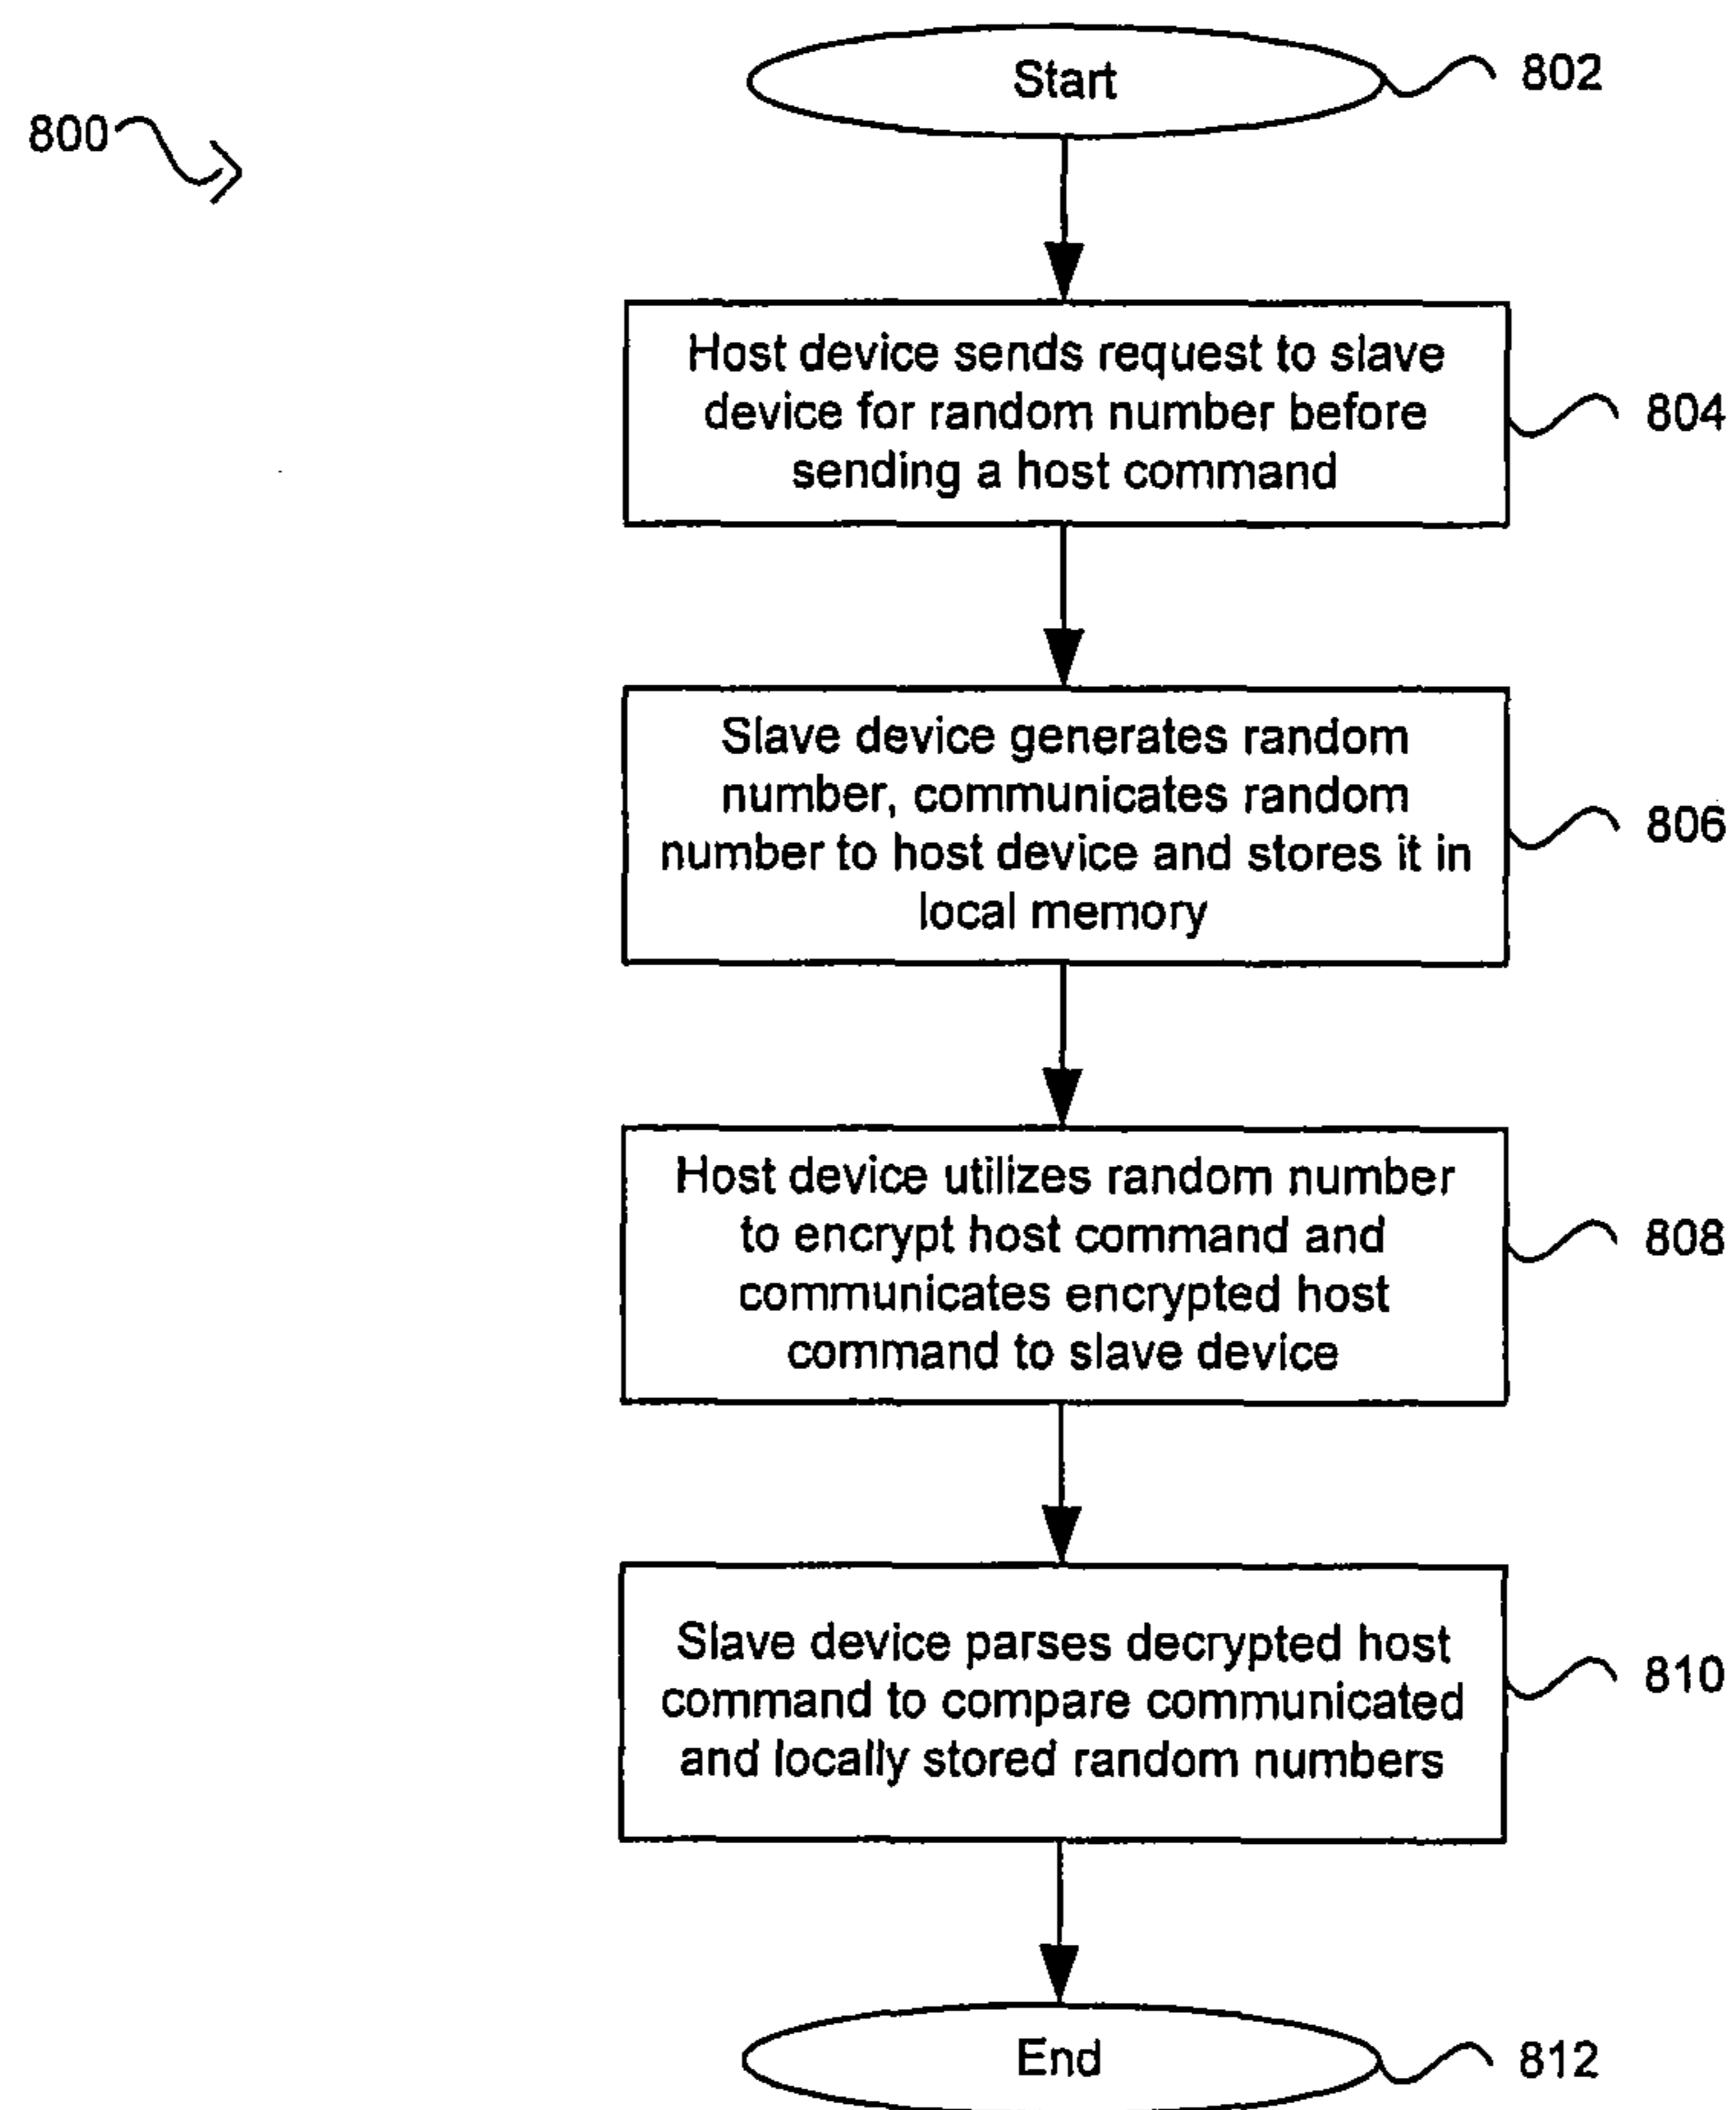 Start
802
800
Host device sends request to slave
device for random number before
sending a host command
804
Slave device generates random
number, communicates random
number to host device and stores it in
local memory
806
Host device utilizes random number
to encrypt host command and
communicates encrypted host
command to slave device
808
Slave device parses decrypted host
command to compare communicated
and locally stored random numbers
810
End
812